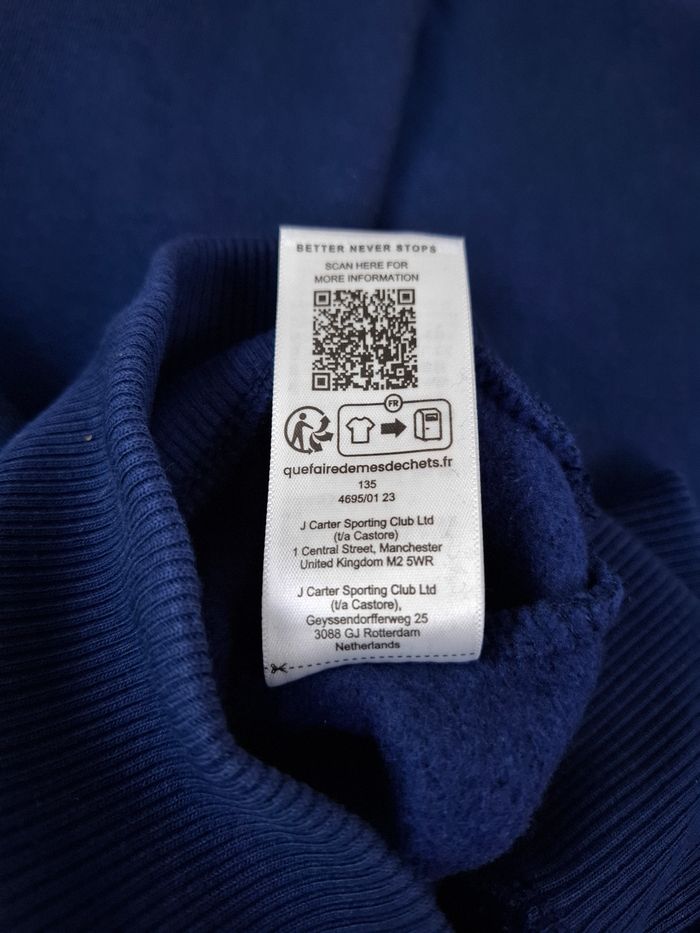 BETTER NEVER STOPS
SCAN HERE FOR
MORE INFORMATION
FR
quefairedemesdechets.fr
135
4695/01 23
J Carter Sporting Club Ltd
(t/a Castore)
1 Central Street, Manchester
United Kingdom M2 5WR
J Carter Sporting Club Ltd
(t/a Castore),
Geyssendorfferweg 25
3088 GJ Rotterdam
Netherlands